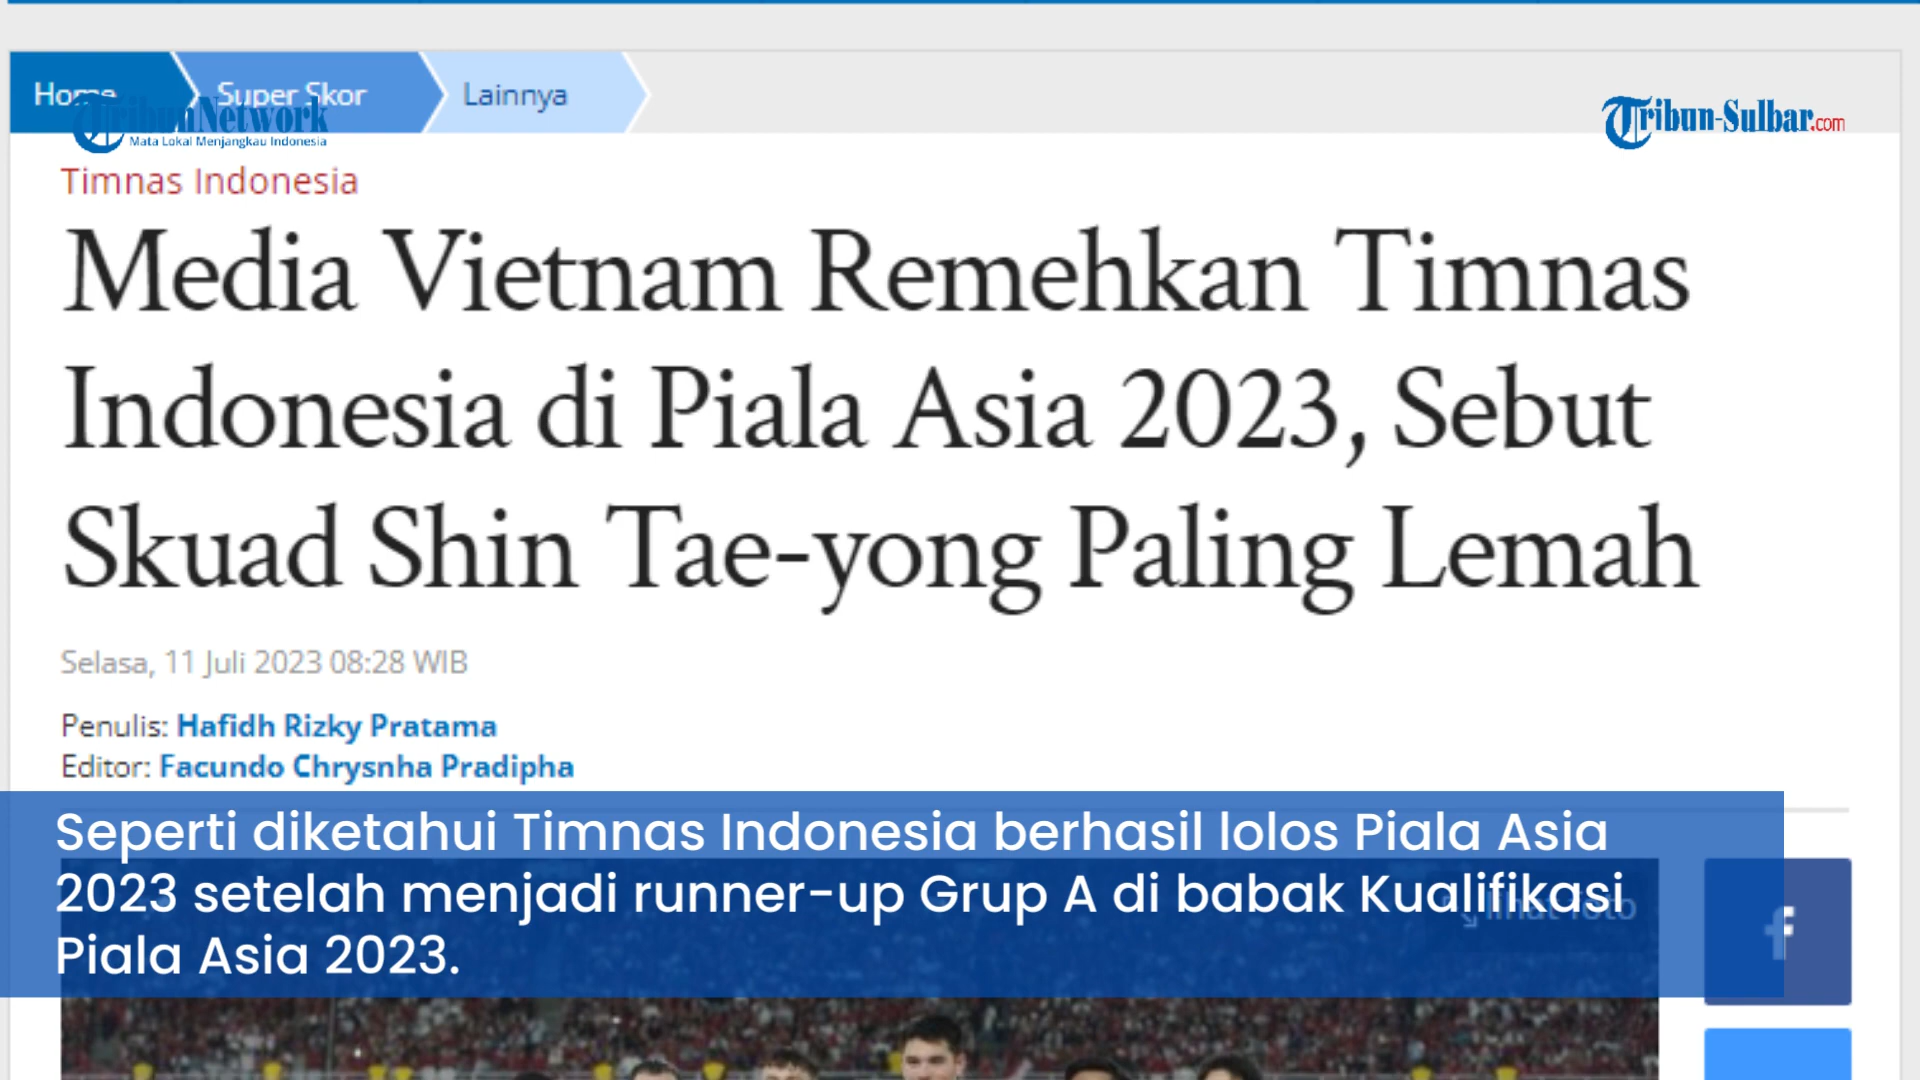 Home
Super Skor
Lainnya
TribunNetwork
Mata Lokal Menjangkau Indonesia
Tribun-Sulbar.com
Timnas Indonesia
Media Vietnam Remehkan Timnas
Indonesia di Piala Asia 2023, Sebut
Skuad Shin Tae-yong Paling Lemah
Selasa, 11 Juli 2023 08:28 WIB
Penulis: Hafidh Rizky Pratama
Editor: Facundo Chrysnha Pradipha
Seperti diketahui Timnas Indonesia berhasil lolos Piala Asia
2023 setelah menjadi runner-up Grup A di babak Kualifikasi
Piala Asia 2023.
lihat foto
f